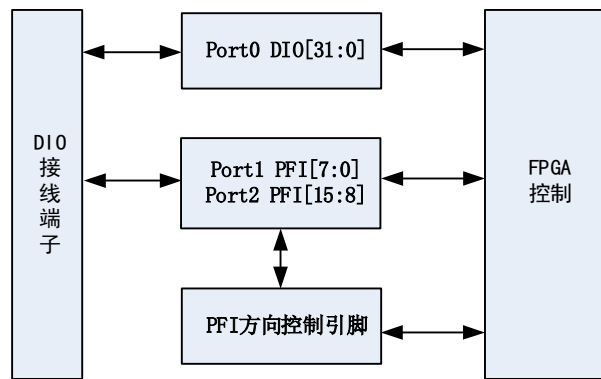 DIO
接
线
端
子
Port0 DIO[31:0]
Port1 PFI[7:0]
Port2 PFI[15:8]
PFI方向控制引脚
FPGA
控制